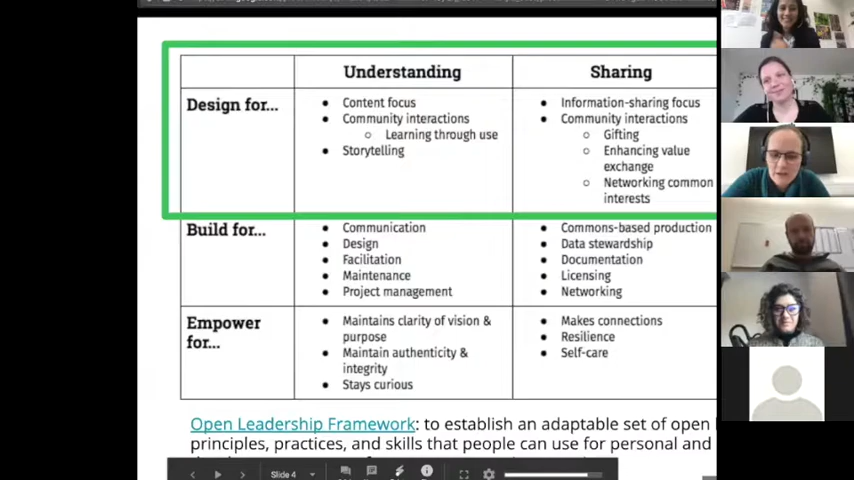 Understanding
Sharing
Design for...
Content focus
Community interactions
Learning through use
Storytelling
Information-sharing focus
Community interactions
Gifting
Enhancing value
exchange
Networking common
interests
Build for...
Communication
Design
Facilitation
Maintenance
Project management
Commons-based production
Data stewardship
Documentation
Licensing
Networking
Empower
for...
Maintains clarity of vision &
purpose
Maintain authenticity &
integrity
Stays curious
Makes connections
Resilience
Self-care
Open Leadership Framework: to establish an adaptable set of open
principles, practices, and skills that people can use for personal and
Slide 4